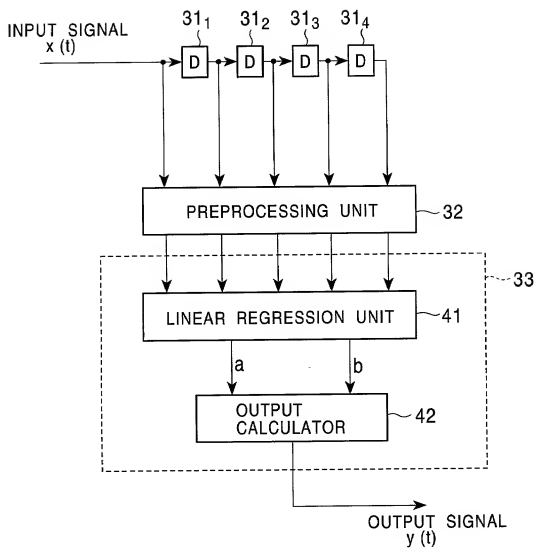 31₁ 31₂ 31₃ 31₄
INPUT SIGNAL
x (t)
D D D D
PREPROCESSING UNIT
32
33
LINEAR REGRESSION UNIT
41
a b
OUTPUT
CALCULATOR
42
OUTPUT SIGNAL
y (t)